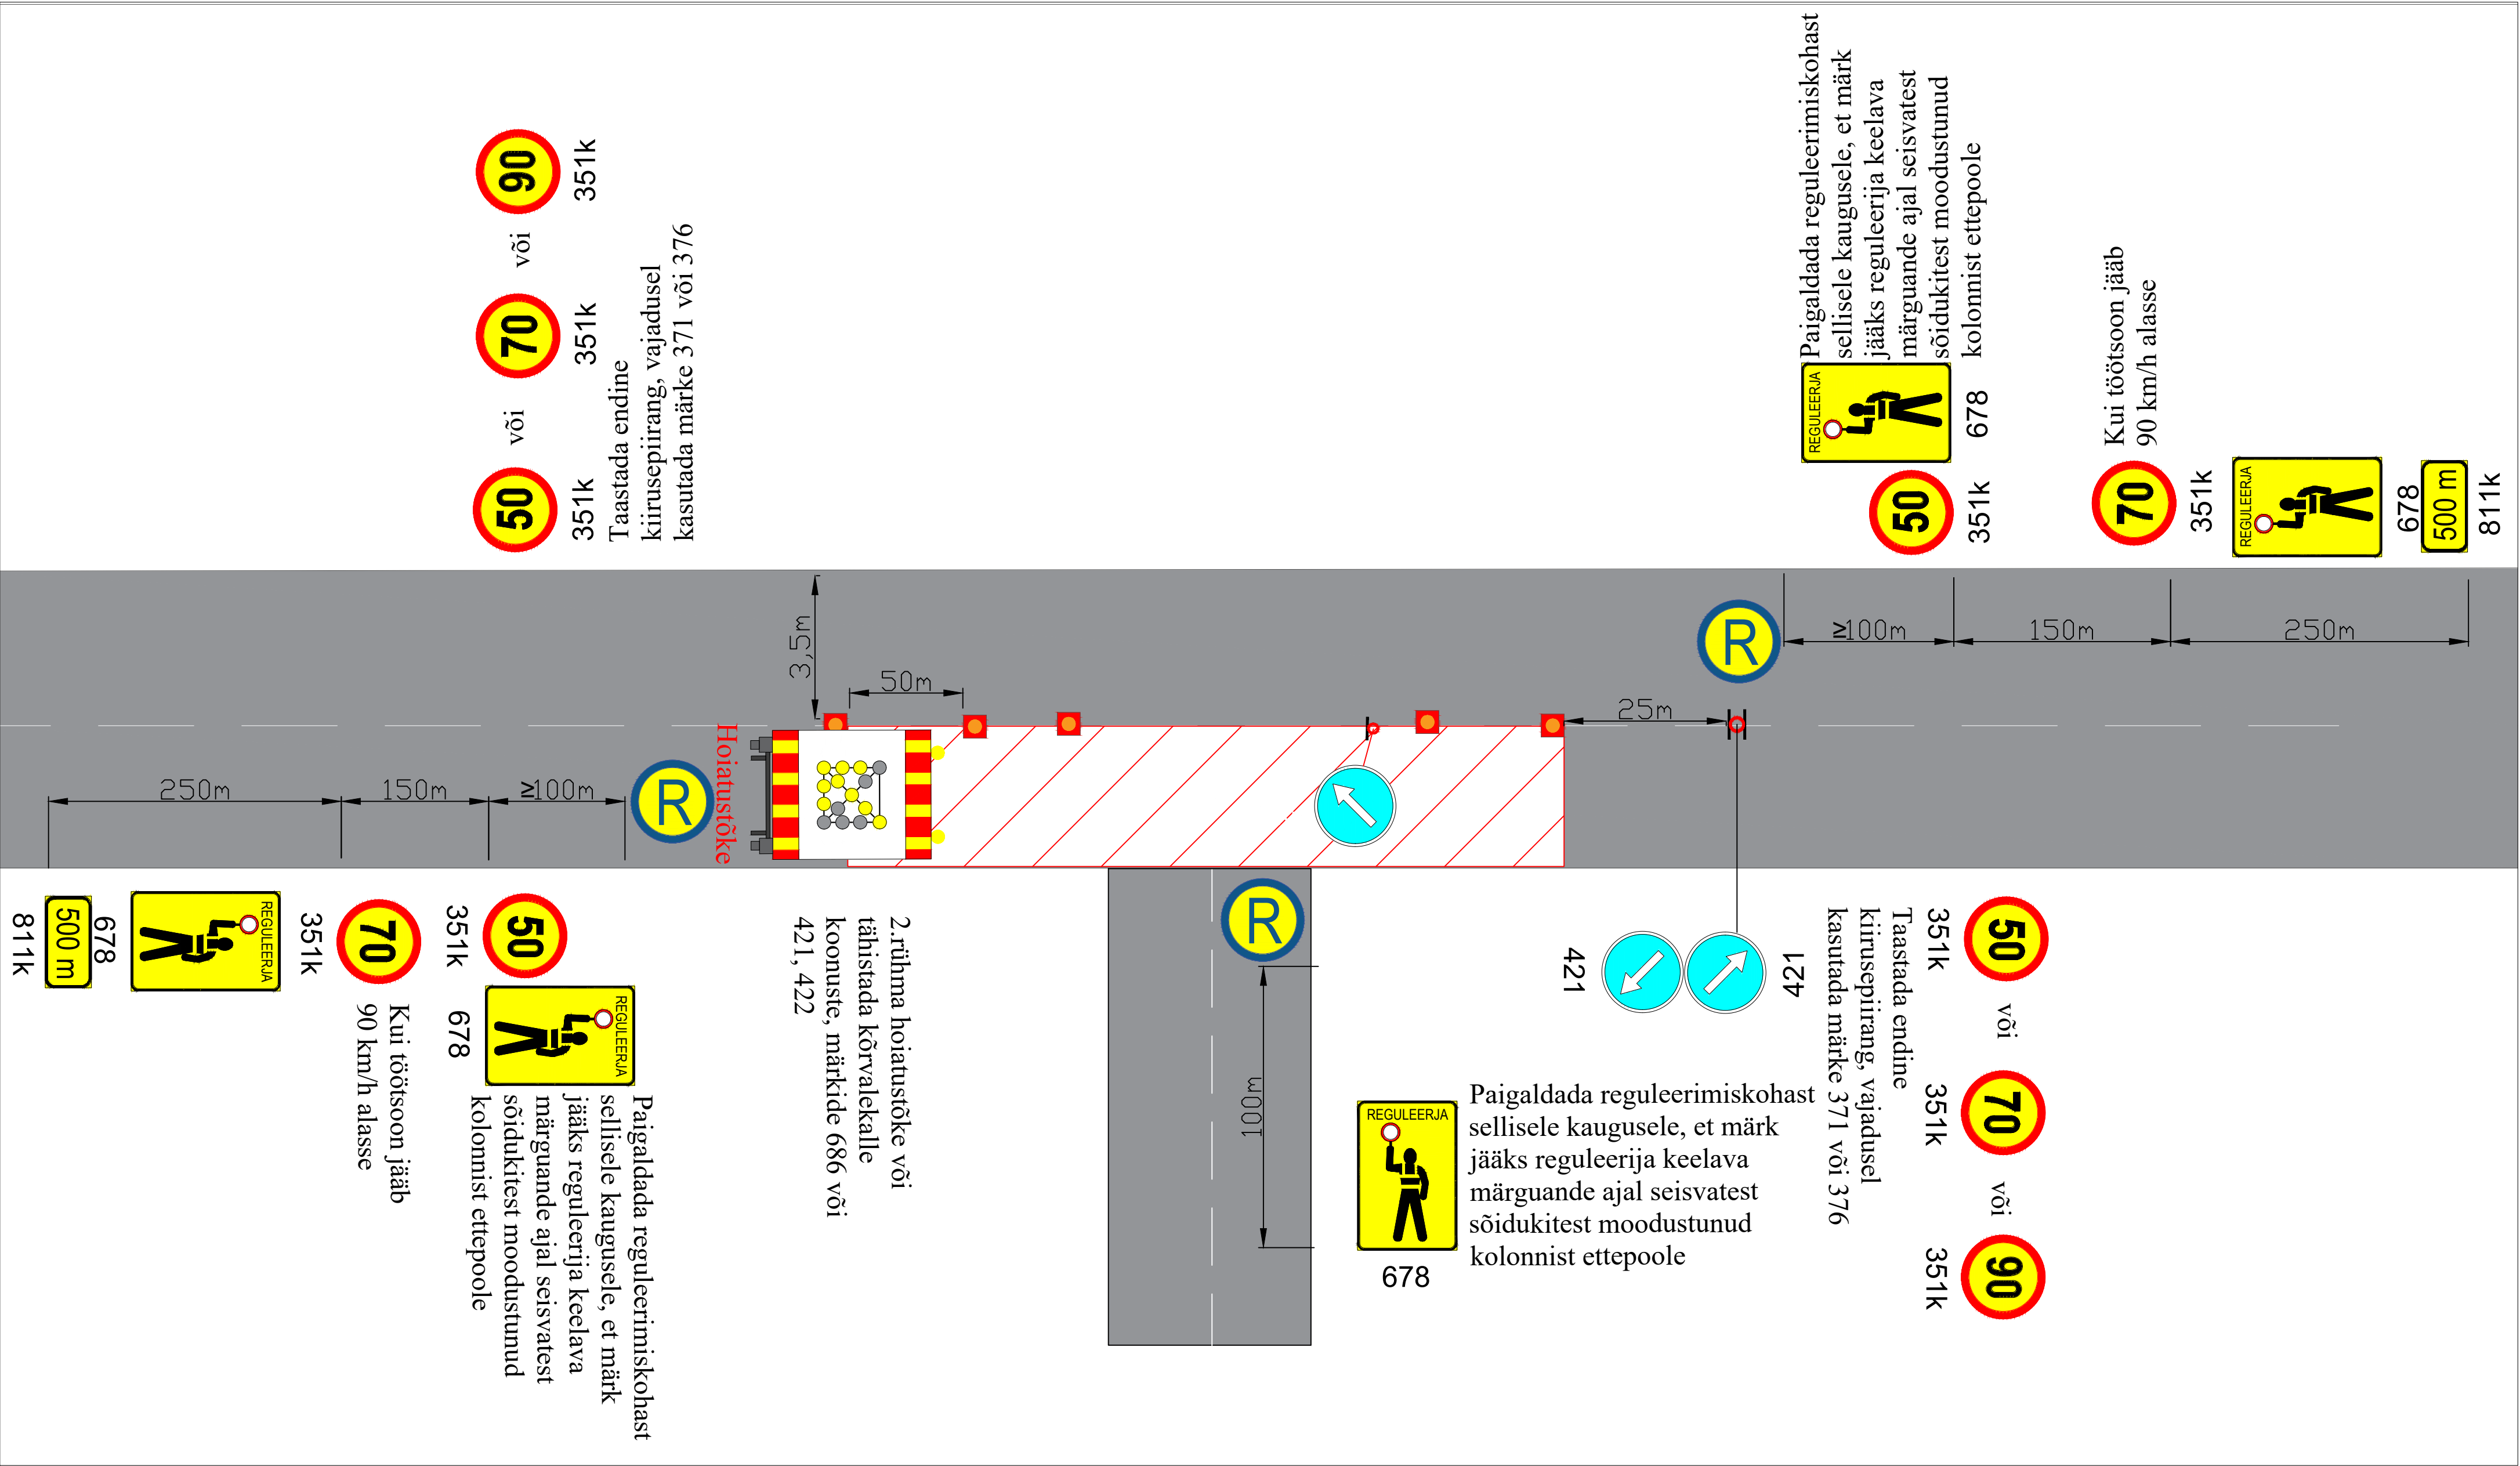 90
351k
või
70
351k
või
50
351k
Taastada endine
kiirusepiirang, vajadusel
kasutada märke 371 või 376
Paigaldada reguleerimiskohast
sellisele kaugusele, et märk
jääks reguleerija keelava
märguande ajal seisvatest
sõidukitest moodustunud
kolonnist ettepoole
REGULEERJA
678
50
351k
Kui töötsoon jääb
90 km/h alasse
70
351k
REGULEERJA
678
500 m
811k
3,5m
50m
25m
R
≥100m
150m
250m
250m
150m
≥100m
R
Hoiatustõke
R
100m
500 m
811k
REGULEERJA
678
70
351k
Kui töötsoon jääb
90 km/h alasse
50
351k
REGULEERJA
678
Paigaldada reguleerimiskohast
sellisele kaugusele, et märk
jääks reguleerija keelava
märguande ajal seisvatest
sõidukitest moodustunud
kolonnist ettepoole
2.rühma hoiatustõke või
tähistada kõrvalekalle
koonuste, märkide 686 või
421, 422
421
421
REGULEERJA
678
Paigaldada reguleerimiskohast
sellisele kaugusele, et märk
jääks reguleerija keelava
märguande ajal seisvatest
sõidukitest moodustunud
kolonnist ettepoole
50
351k
või
70
351k
või
90
351k
Taastada endine
kiirusepiirang, vajadusel
kasutada märke 371 või 376